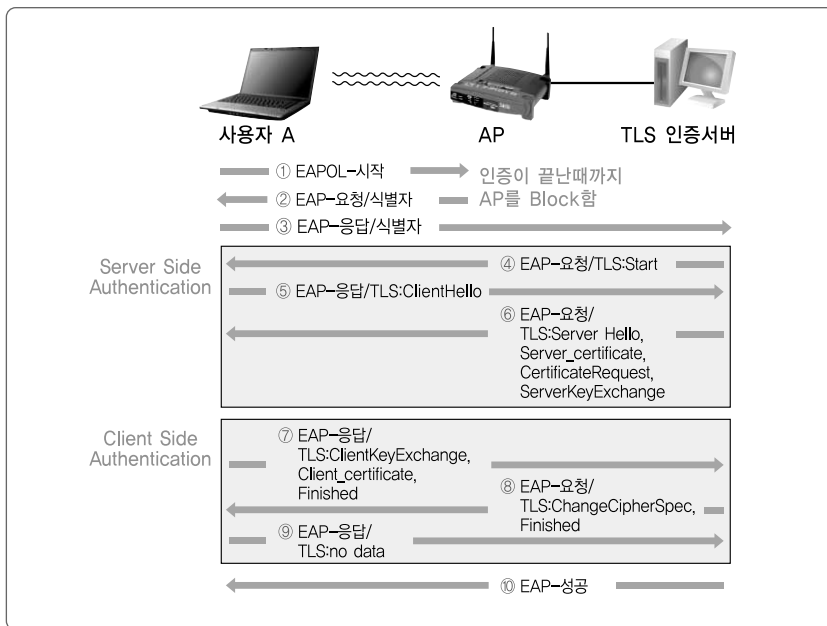 사용자 A
AP
TLS 인증서버
① EAPOL-시작
인증이 끝난때까지
② EAP-요청/식별자
AP를 Block함
③ EAP-응답/식별자
Server Side
Authentication
④ EAP-요청/TLS:Start
⑤ EAP-응답/TLS:ClientHello
⑥ EAP-요청/
TLS:Server Hello,
Server_certificate,
CertificateRequest,
ServerKeyExchange
Client Side
Authentication
⑦ EAP-응답/
TLS:ClientKeyExchange,
Client_certificate,
Finished
⑧ EAP-요청/
TLS:ChangeCipherSpec,
Finished
⑨ EAP-응답/
TLS:no data
⑩ EAP-성공